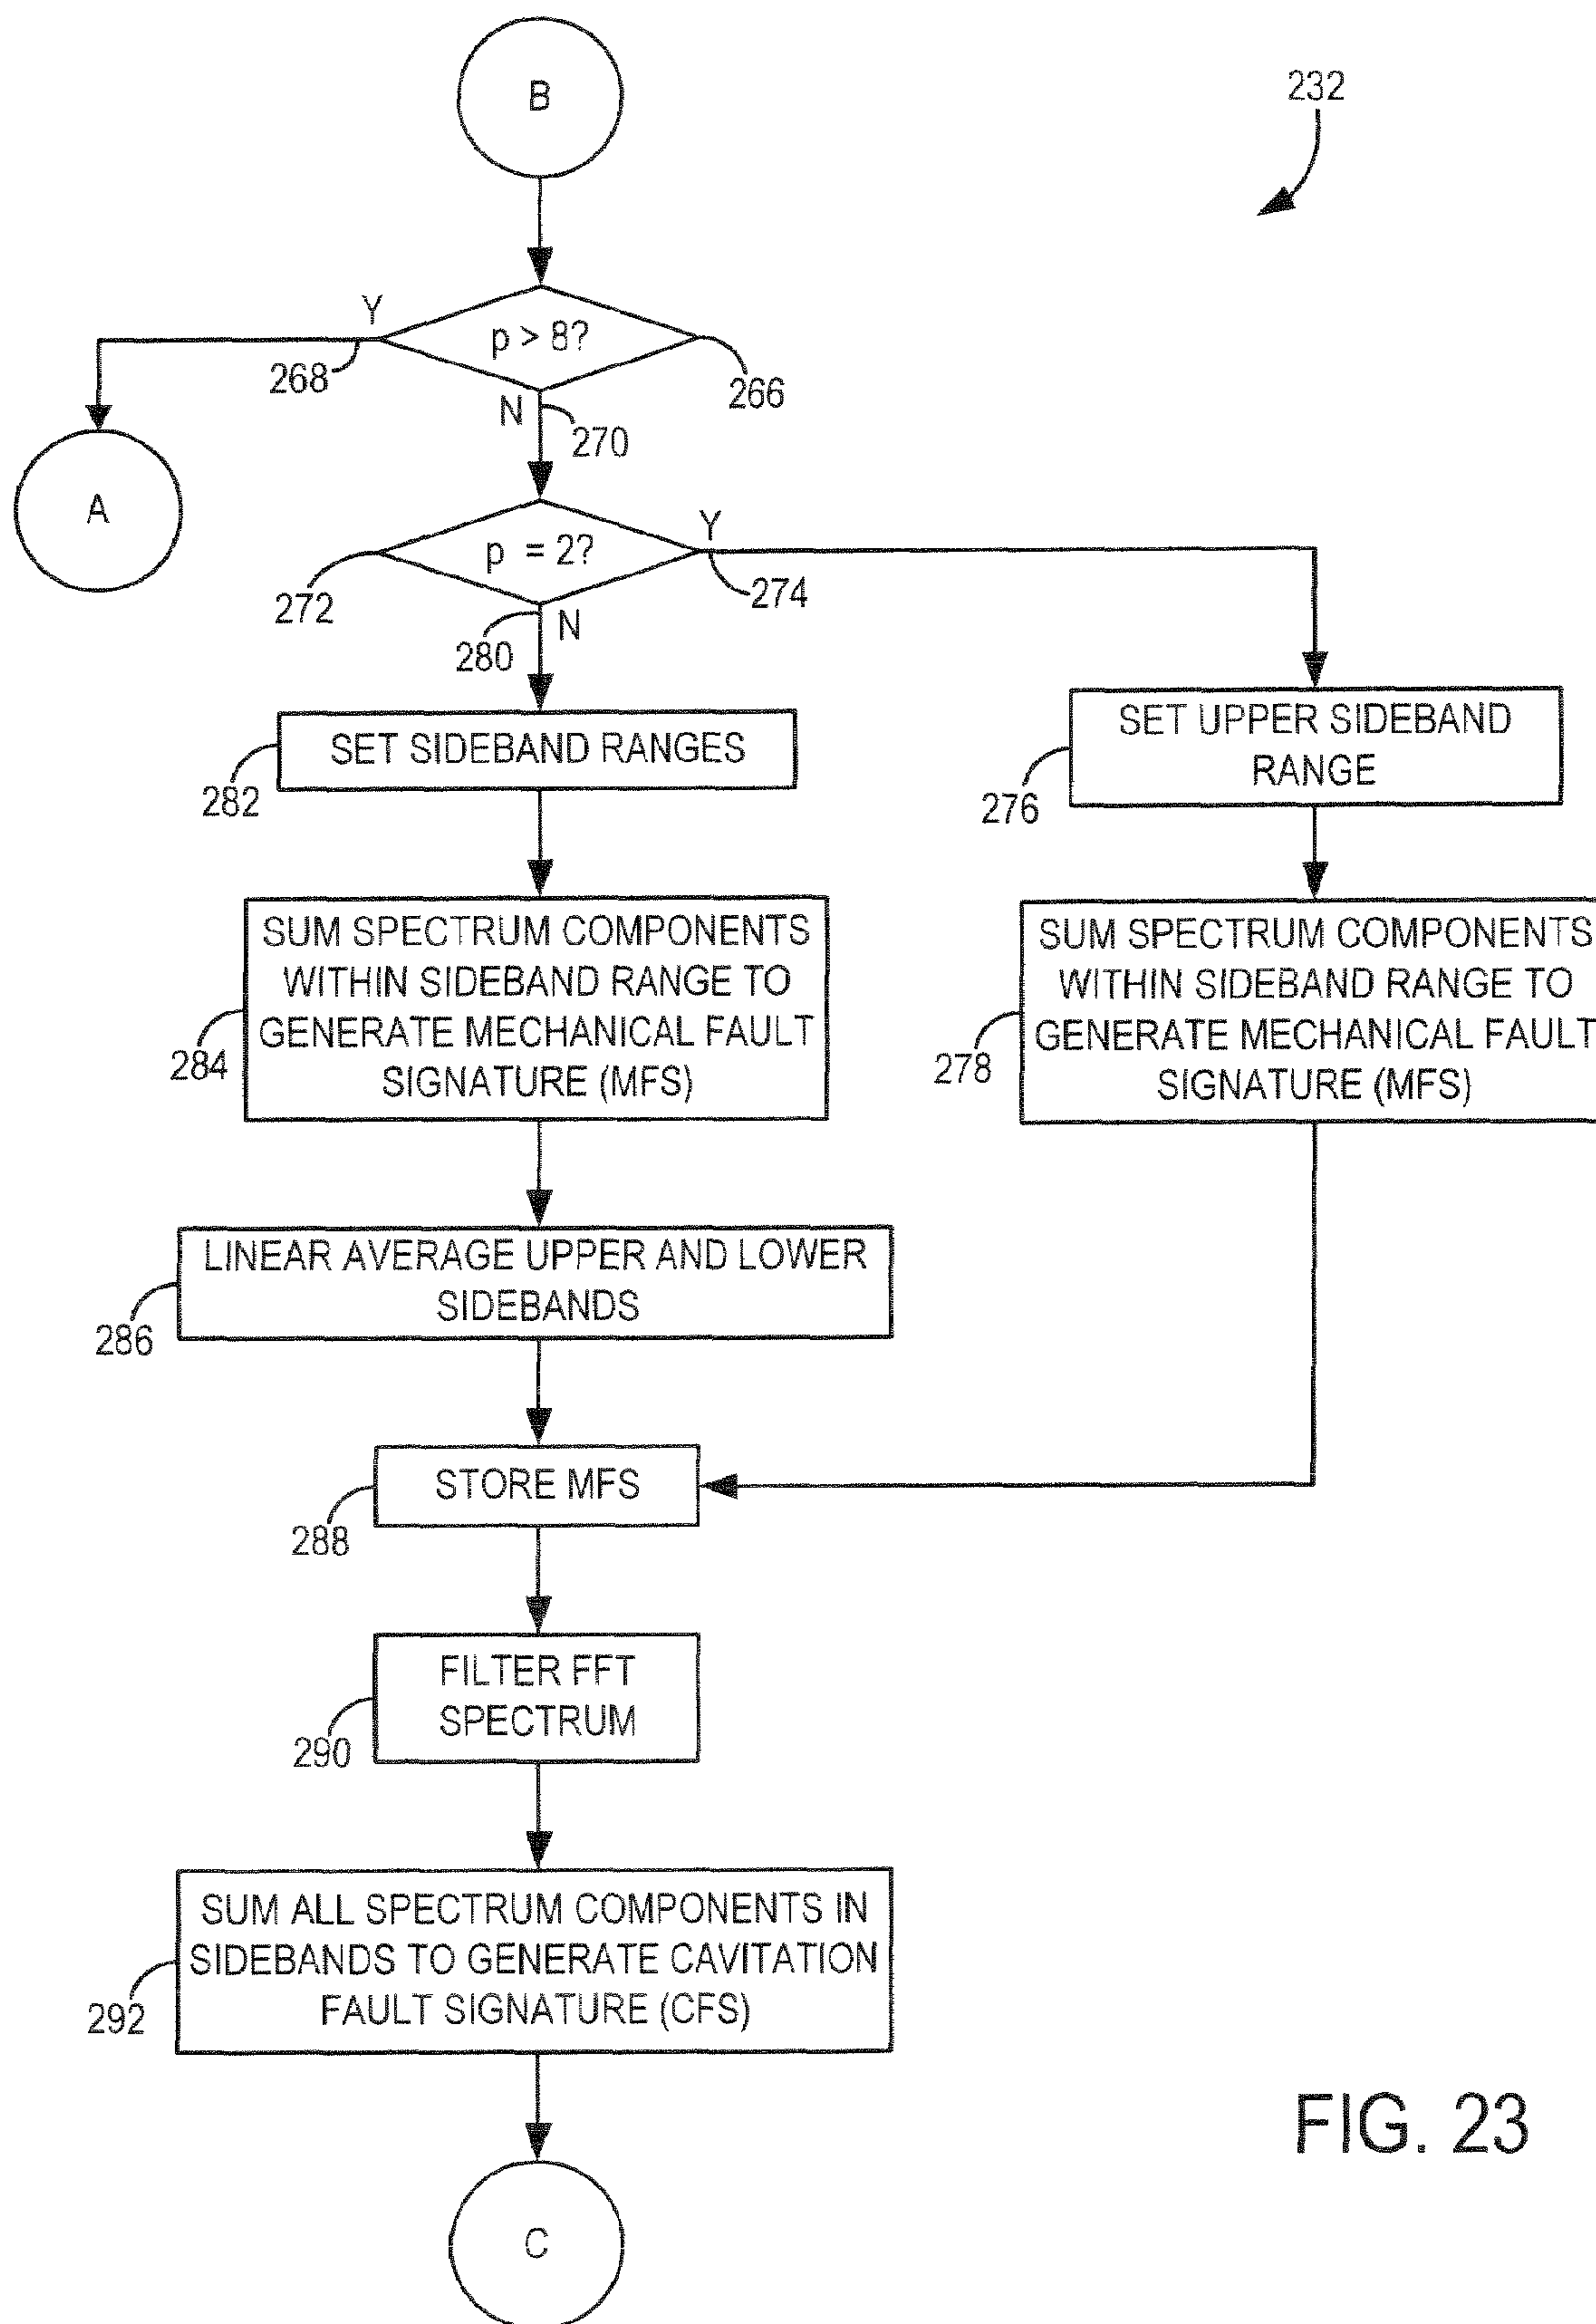 B
232
Y
p > 8?
268
266
N
270
A
Y
p = 2?
272
274
280
N
SET SIDEBAND RANGES
282
SET UPPER SIDEBAND
RANGE
276
SUM SPECTRUM COMPONENTS
WITHIN SIDEBAND RANGE TO
GENERATE MECHANICAL FAULT
SIGNATURE (MFS)
284
SUM SPECTRUM COMPONENTS
WITHIN SIDEBAND RANGE TO
GENERATE MECHANICAL FAULT
SIGNATURE (MFS)
278
LINEAR AVERAGE UPPER AND LOWER
SIDEBANDS
286
STORE MFS
288
FILTER FFT
SPECTRUM
290
SUM ALL SPECTRUM COMPONENTS IN
SIDEBANDS TO GENERATE CAVITATION
FAULT SIGNATURE (CFS)
292
C
FIG. 23